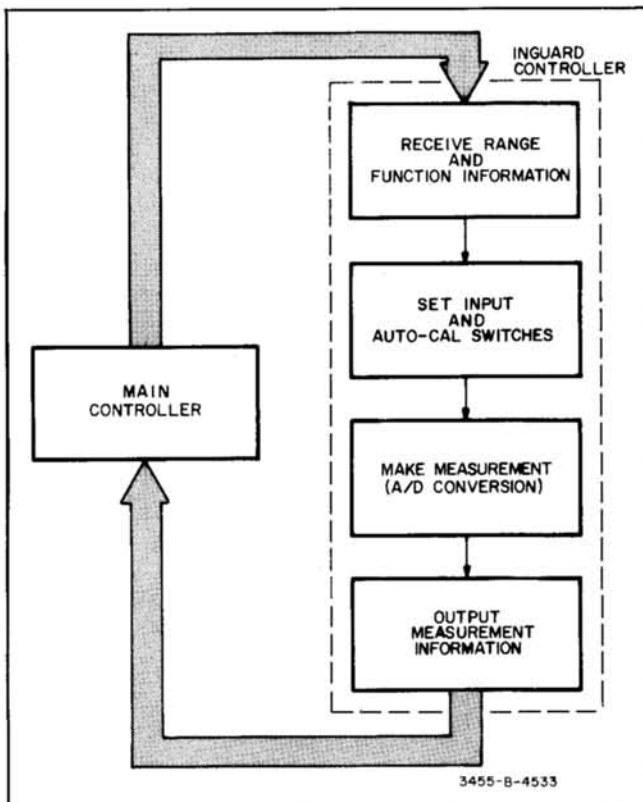 INGUARD
CONTROLLER
RECEIVE RANGE
AND
FUNCTION INFORMATION
SET INPUT
AND
AUTO-CAL SWITCHES
MAIN
CONTROLLER
MAKE MEASUREMENT
(A/D CONVERSION)
OUTPUT
MEASUREMENT
INFORMATION
3455-B-4533